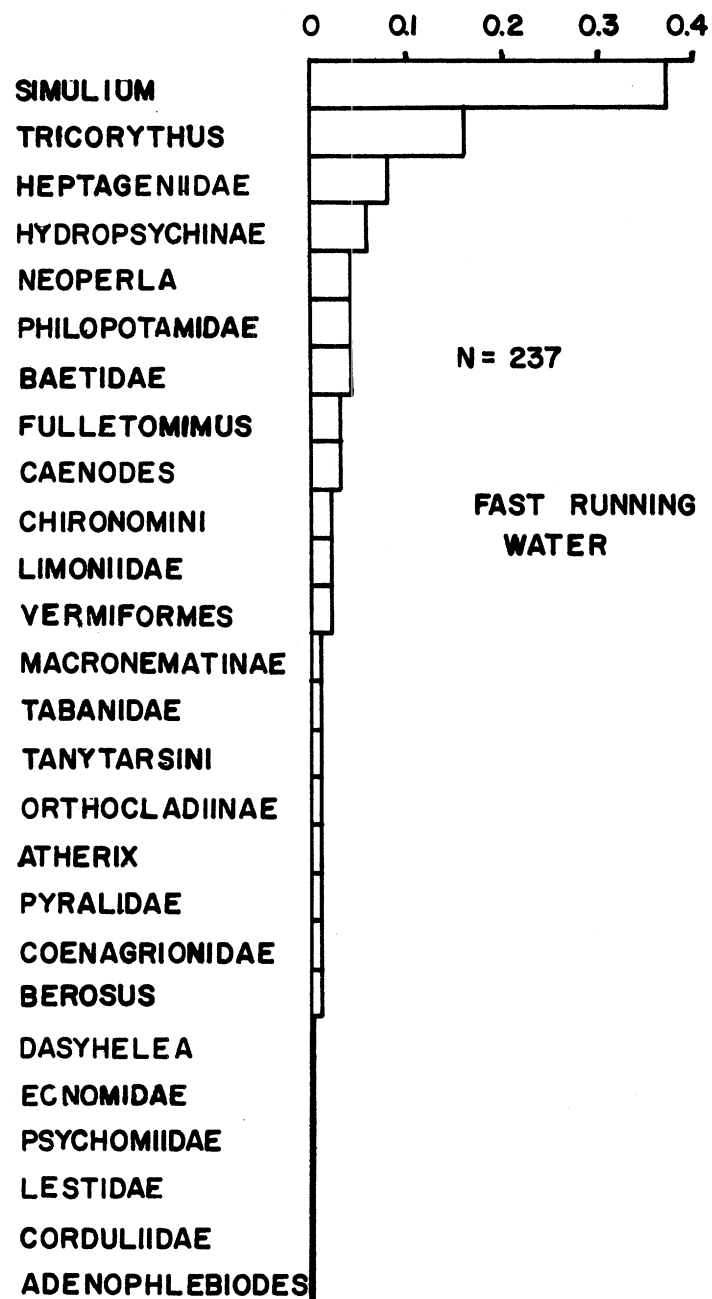 0 0.1 0.2 0.3 0.4
SIMULIUM
TRICORYTHUS
HEPTAGENIIDAE
HYDROPSYCHINAE
NEOPERLA
PHILOPOTAMIDAE
N= 237
BAETIDAE
FULLETOMIMUS
CAENODES
FAST RUNNING
CHIRONOMINI
WATER
LIMONIIDAE
VERMIFORMES
MACRONEMATINAE
TABANIDAE
TANYTARSINI
ORTHOCLADIINAE
ATHERIX
PYRALIDAE
COENAGRIONIDAE
BEROSUS
DASYHELEA
ECNOMIDAE
PSYCHOMIIDAE
LESTIDAE
CORDULIIDAE
ADENOPHLEBIODES